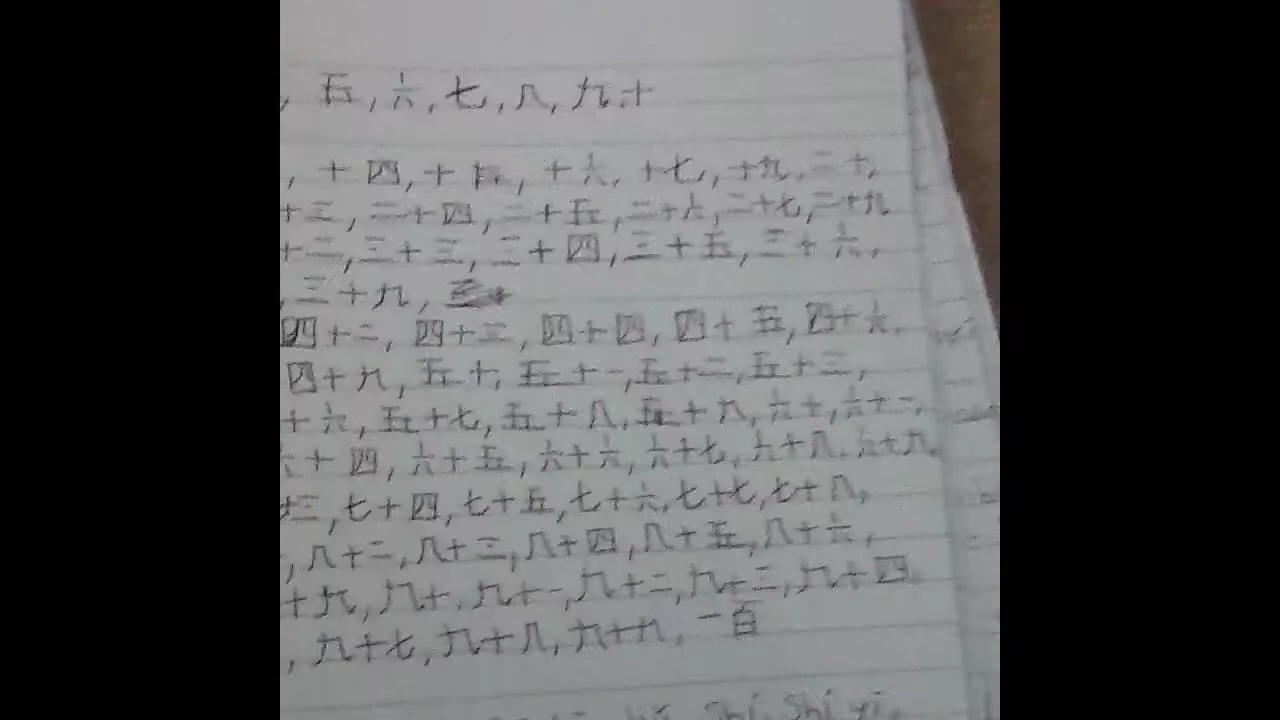 , 五, 六, 七, 八, 九, 十
, 十四, 十五, 十六, 十七, 十九, 二十,
十三, 二十四, 二十五, 二十六, 二十七, 二十九
十二, 三十三, 三十四, 三十五, 三十六,
, 三十九,
四十二, 四十三, 四十四, 四十五, 四十六,
四十九, 五十, 五十一, 五十二, 五十三,
十六, 五十七, 五十八, 五十九, 六十, 六十一,
十四, 六十五, 六十六, 六十七, 六十八, 六十九,
十三, 七十四, 七十五, 七十六, 七十七, 七十八,
, 八十二, 八十三, 八十四, 八十五, 八十六,
十九, 九十, 九十一, 九十二, 九十三, 九十四
, 九十七, 九十八, 九十九, 一百
Shí, Shí yī,